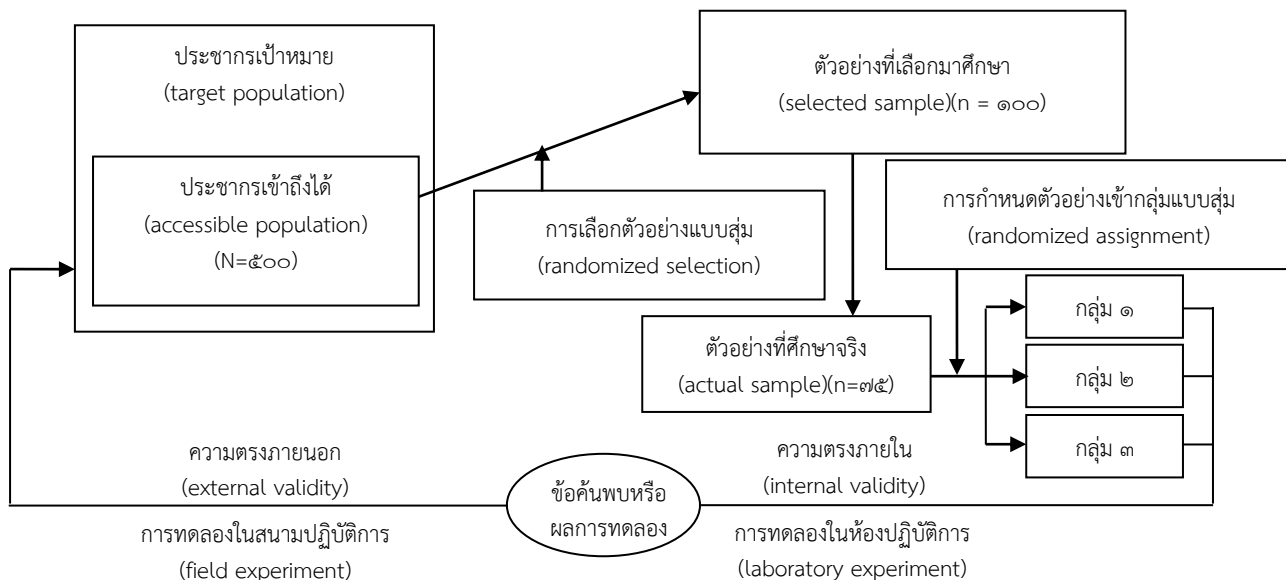 ประชากรเป้าหมาย
(target population)
ประชากรเข้าถึงได้
(accessible population)
(N=๕๐๐)
การเลือกตัวอย่างแบบสุ่ม
(randomized selection)
ตัวอย่างที่เลือกมาศึกษา
(selected sample)(n = ๑๐๐)
การกำหนดตัวอย่างเข้ากลุ่มแบบสุ่ม
(randomized assignment)
ตัวอย่างที่ศึกษาจริง
(actual sample)(n=๗๕)
กลุ่ม ๑
กลุ่ม ๒
กลุ่ม ๓
ความตรงภายนอก
(external validity)
การทดลองในสนามปฏิบัติการ
(field experiment)
ข้อค้นพบหรือ
ผลการทดลอง
ความตรงภายใน
(internal validity)
การทดลองในห้องปฏิบัติการ
(laboratory experiment)